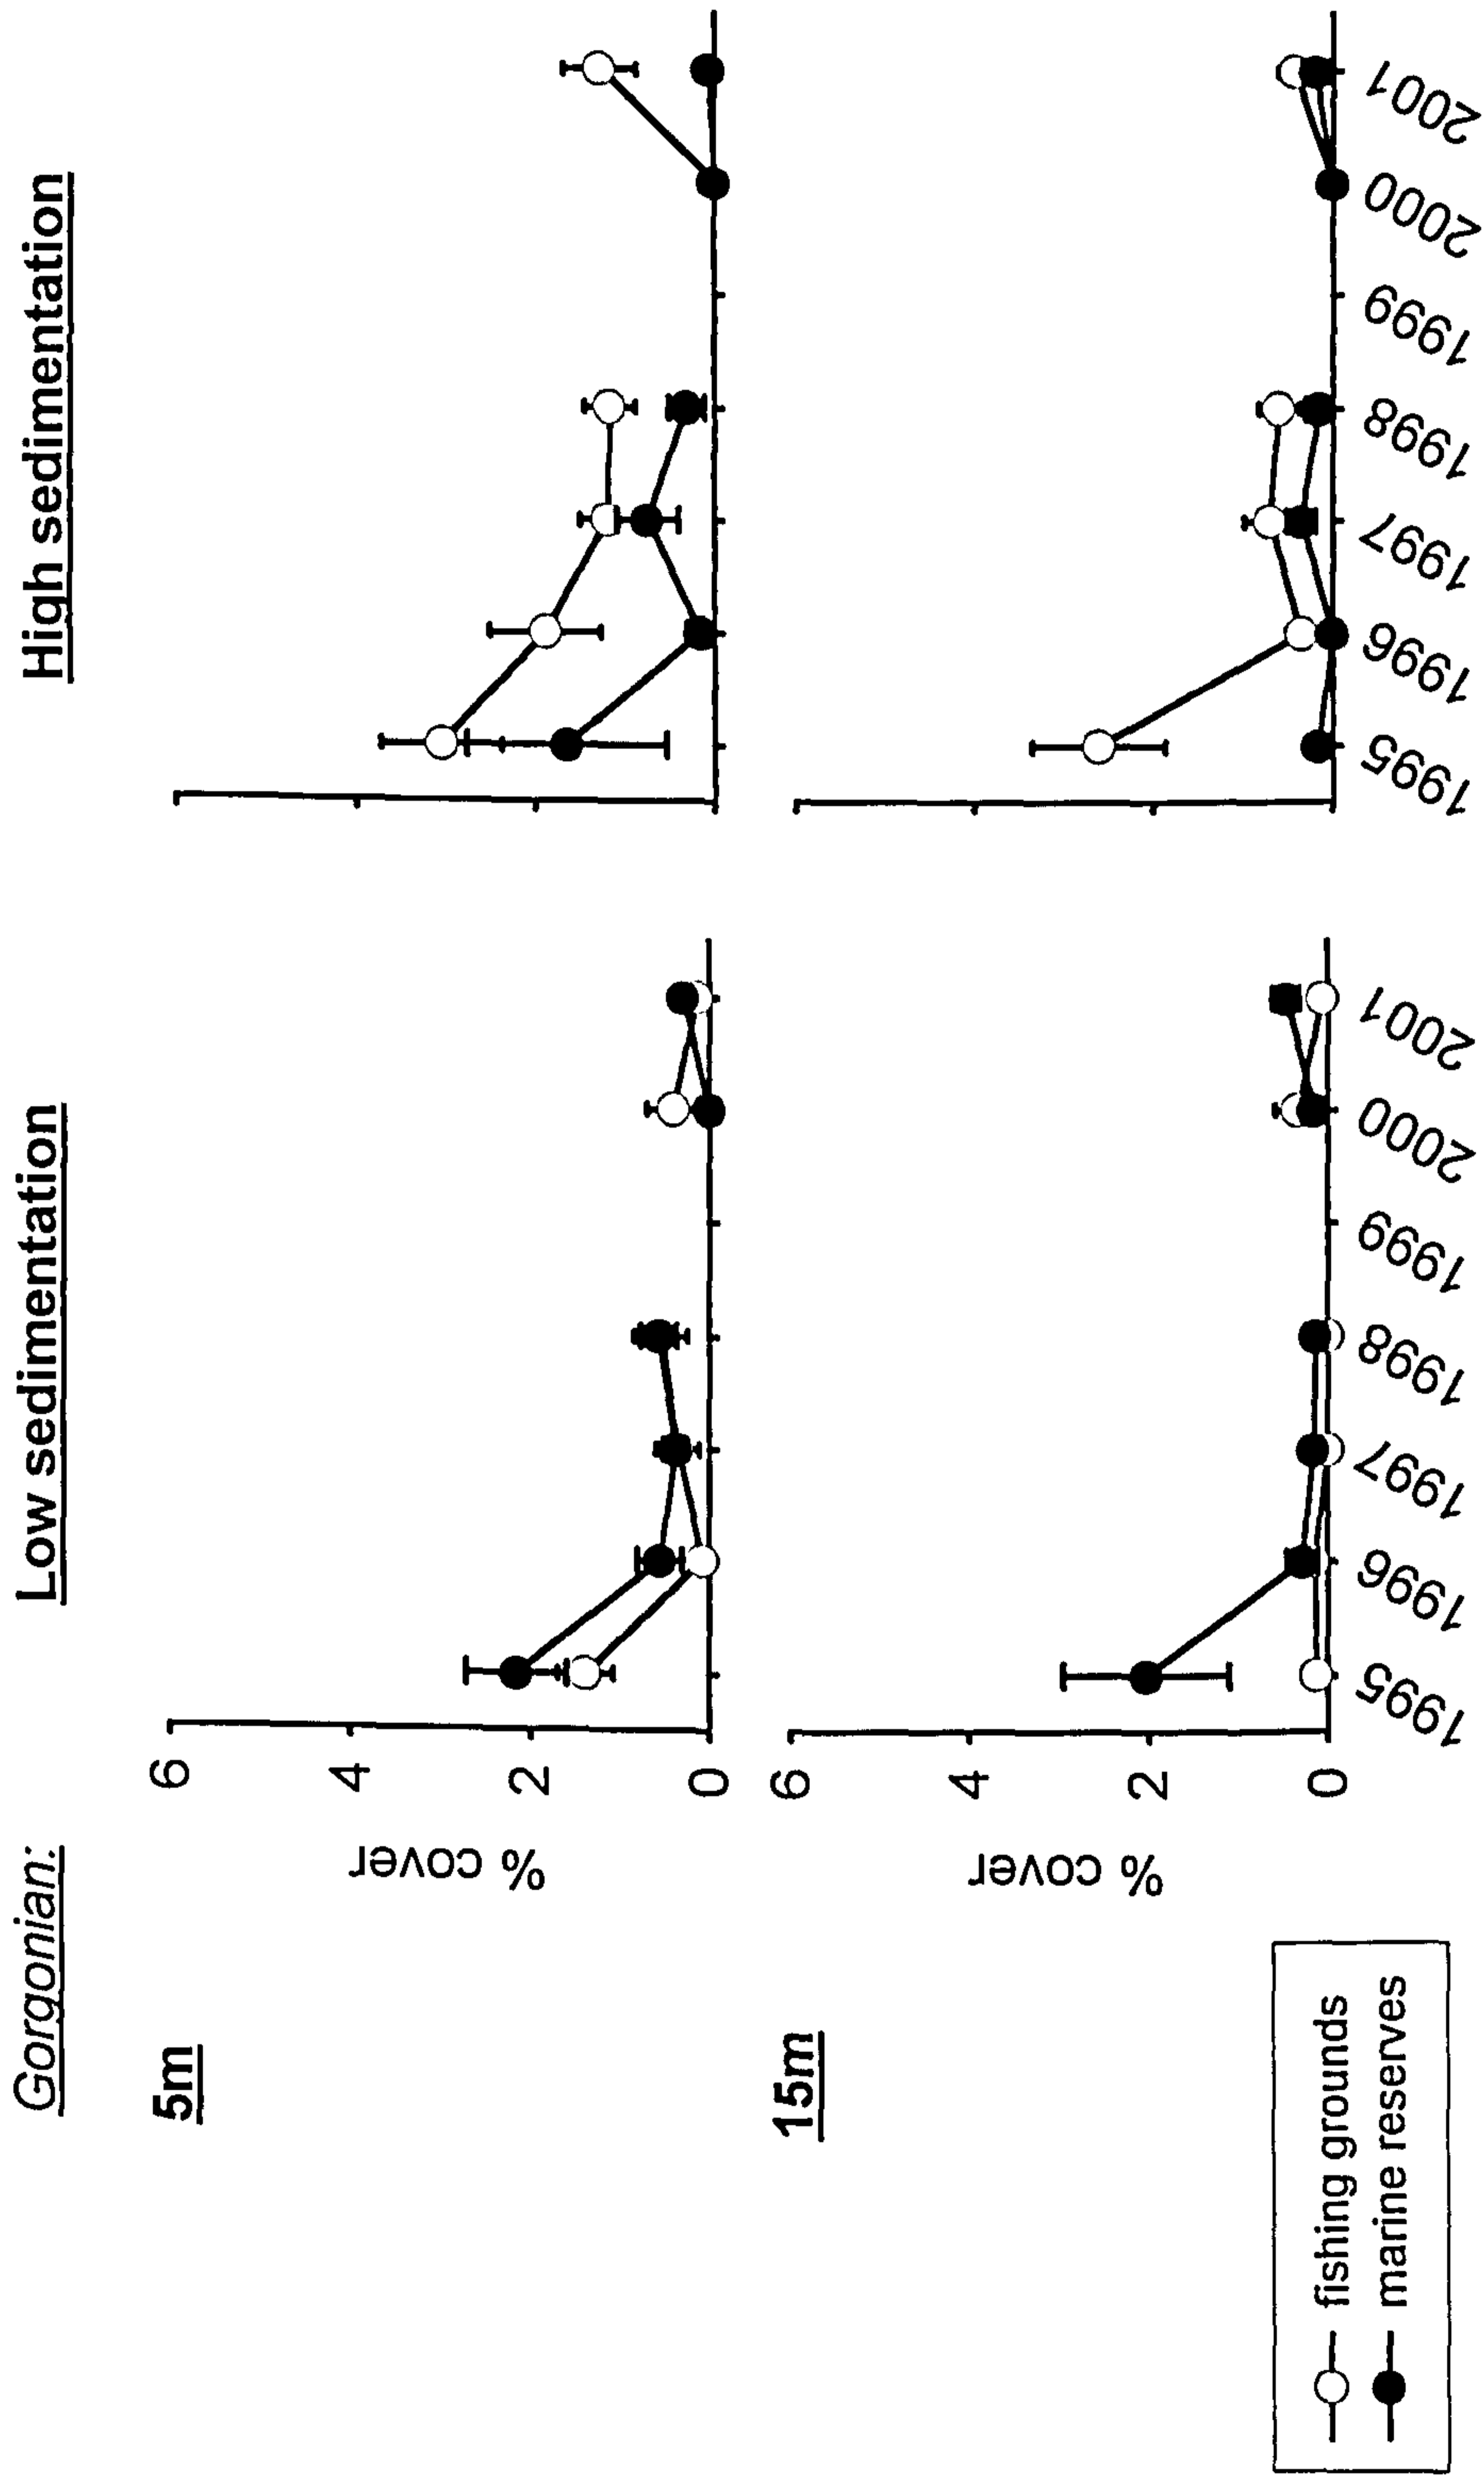 Gorgonian:
Low sedimentation
High sedimentation
5m
% cover
6
4
2
0
15m
% cover
6
4
2
0
1995
1996
1997
1998
1999
2000
2001
1995
1996
1997
1998
1999
2000
2001
fishing grounds
marine reserves